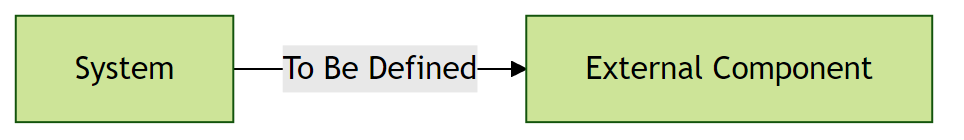 System
To Be Defined
External Component